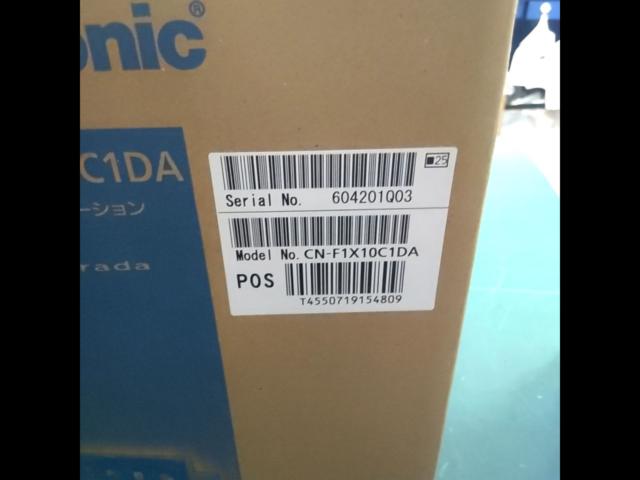 onic®
C1DA
ーション
rada
25
Serial No. 604201Q03
Model No. CN-F1X10C1DA
POS
T4550719154809